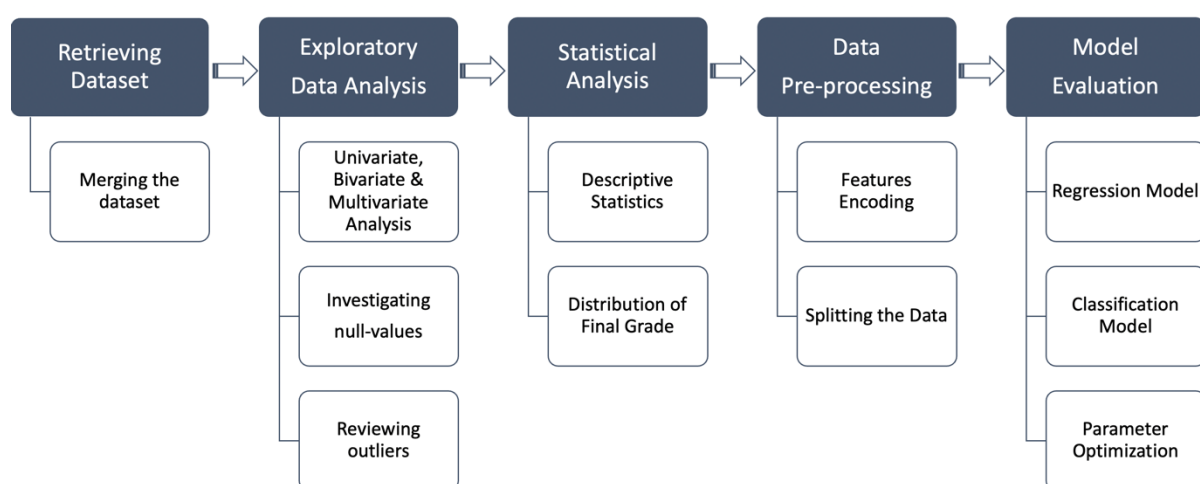 Retrieving
Dataset
Merging the
dataset
Exploratory
Data Analysis
Univariate,
Bivariate &
Multivariate
Analysis
Investigating
null-values
Reviewing
outliers
Statistical
Analysis
Descriptive
Statistics
Distribution of
Final Grade
Data
Pre-processing
Features
Encoding
Splitting the Data
Model
Evaluation
Regression Model
Classification
Model
Parameter
Optimization